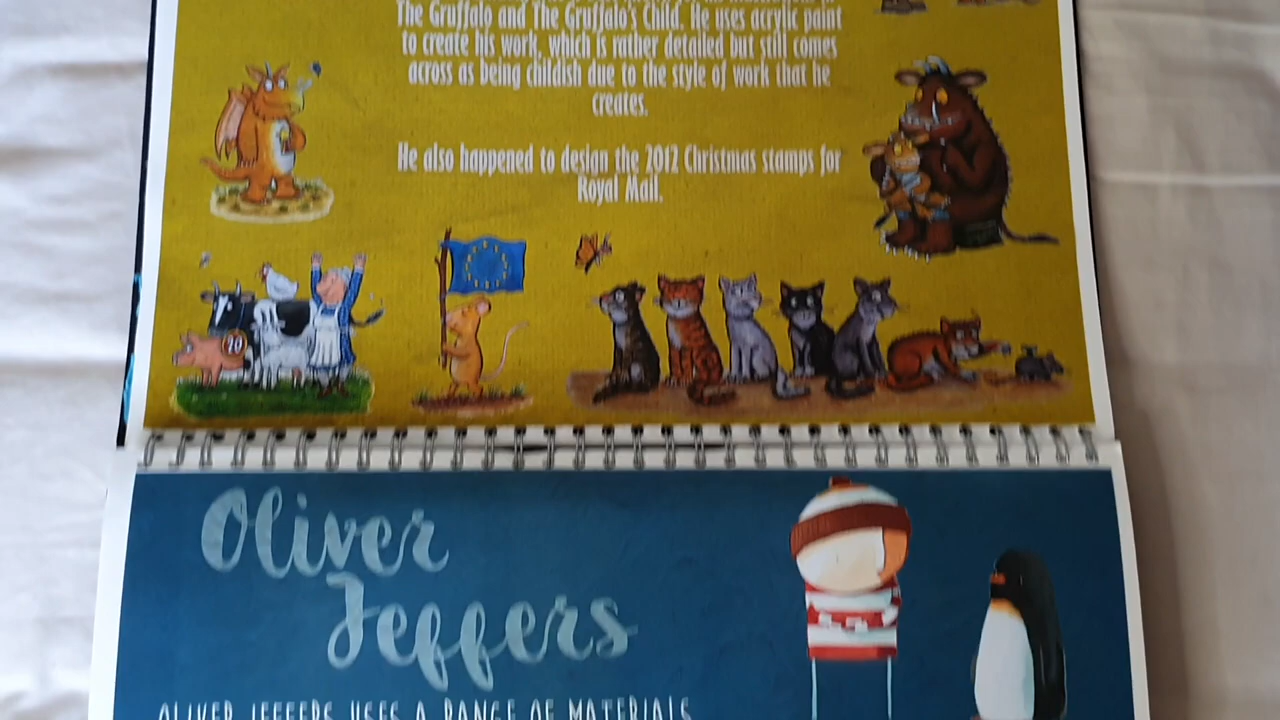 The Gruffalo and The Gruffalo's Child. He uses acrylic paint
to create his work, which is rather detailed but still comes
across as being childish due to the style of work that he
creates.
He also happened to design the 2012 Christmas stamps for
Royal Mail.
20
Oliver
Jeffers
OLIVER JEFFERS USES A RANGE OF MATERIALS